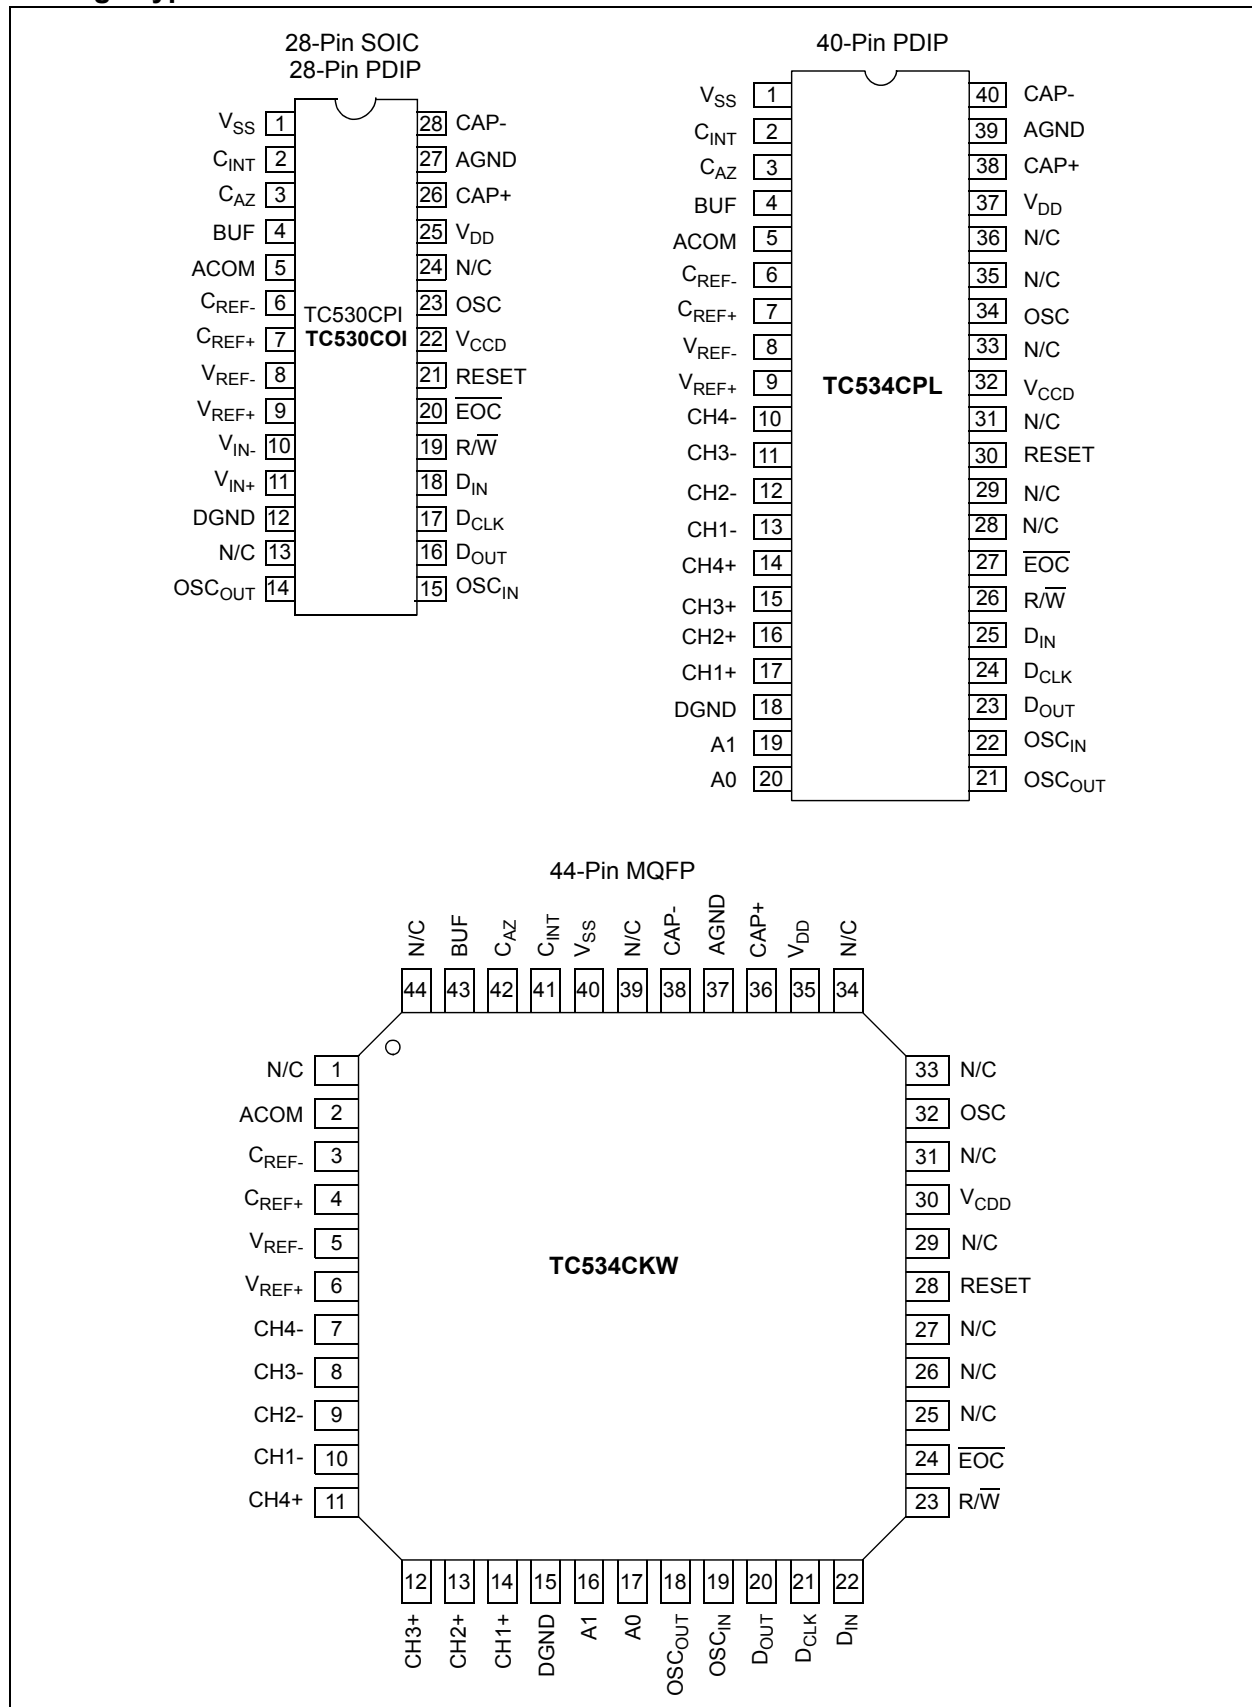 28-Pin SOIC
28-Pin PDIP
VSS 1
CINT 2
CAZ 3
BUF 4
ACOM 5
CREF- 6
CREF+ 7
VREF- 8
VREF+ 9
VIN- 10
VIN+ 11
DGND 12
N/C 13
OSCOUT 14
TC530CPI
TC530COI
28 CAP-
27 AGND
26 CAP+
25 VDD
24 N/C
23 OSC
22 VCCD
21 RESET
20 EOC
19 R/W
18 DIN
17 DCLK
16 DOUT
15 OSCIN
40-Pin PDIP
VSS 1
CINT 2
CAZ 3
BUF 4
ACOM 5
CREF- 6
CREF+ 7
VREF- 8
VREF+ 9
CH4- 10
CH3- 11
CH2- 12
CH1- 13
CH4+ 14
CH3+ 15
CH2+ 16
CH1+ 17
DGND 18
A1 19
A0 20
TC534CPL
40 CAP-
39 AGND
38 CAP+
37 VDD
36 N/C
35 N/C
34 OSC
33 N/C
32 VCCD
31 N/C
30 RESET
29 N/C
28 N/C
27 EOC
26 R/W
25 DIN
24 DCLK
23 DOUT
22 OSCIN
21 OSCOUT
44-Pin MQFP
N/C BUF CAZ CINT VSS N/C CAP- AGND CAP+ VDD N/C
44 43 42 41 40 39 38 37 36 35 34
N/C 1
ACOM 2
CREF- 3
CREF+ 4
VREF- 5
VREF+ 6
CH4- 7
CH3- 8
CH2- 9
CH1- 10
CH4+ 11
TC534CKW
33 N/C
32 OSC
31 N/C
30 VCDD
29 N/C
28 RESET
27 N/C
26 N/C
25 N/C
24 EOC
23 R/W
12 13 14 15 16 17 18 19 20 21 22
CH3+ CH2+ CH1+ DGND A1 A0 OSCOUT OSCIN DOUT DCLK DIN